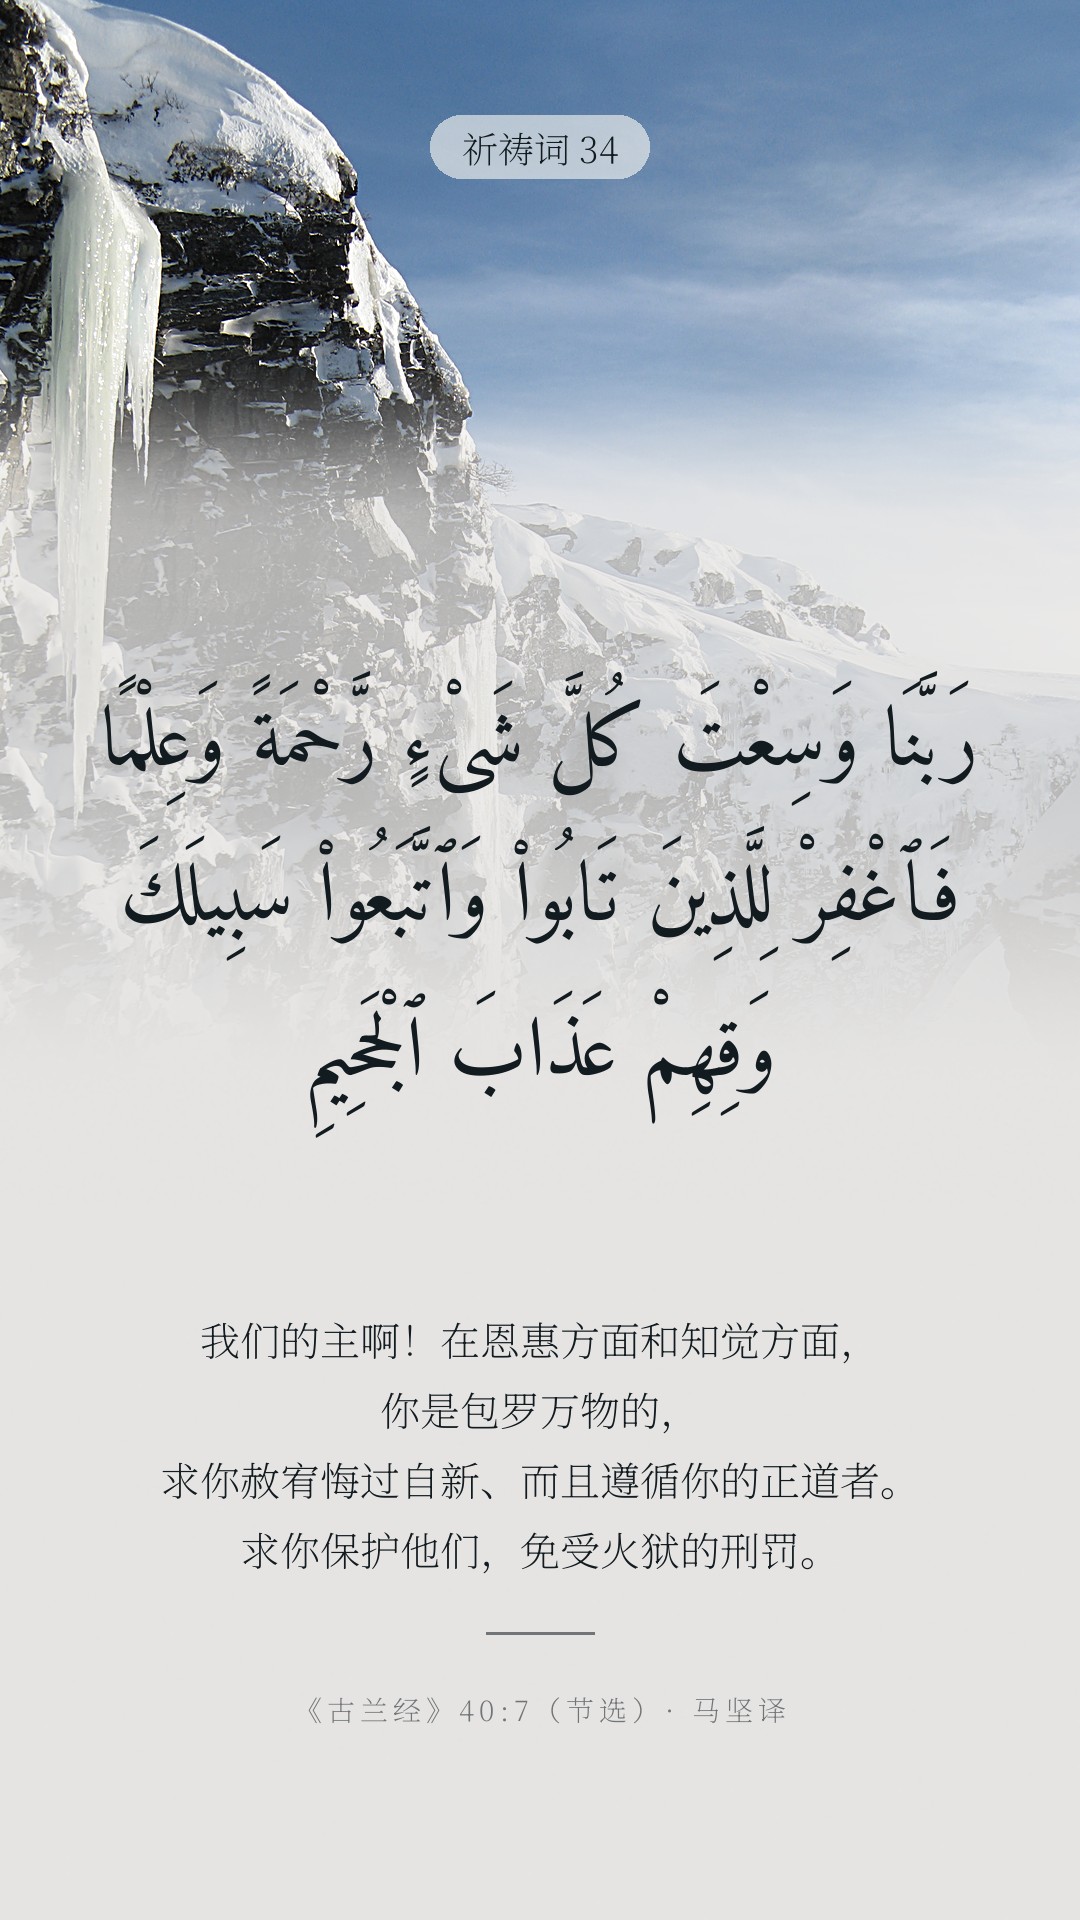 祈祷词 34
رَبَّنَا وَسِعْتَ كُلَّ شَىْءٍ رَّحْمَةً وَعِلْمًا
فَٱغْفِرْ لِلَّذِينَ تَابُوا۟ وَٱتَّبَعُوا۟ سَبِيلَكَ
وَقِهِمْ عَذَابَ ٱلْجَحِيمِ
我们的主啊！在恩惠方面和知觉方面，
你是包罗万物的，
求你赦宥悔过自新、而且遵循你的正道者。
求你保护他们，免受火狱的刑罚。
《古兰经》40:7（节选）· 马坚译